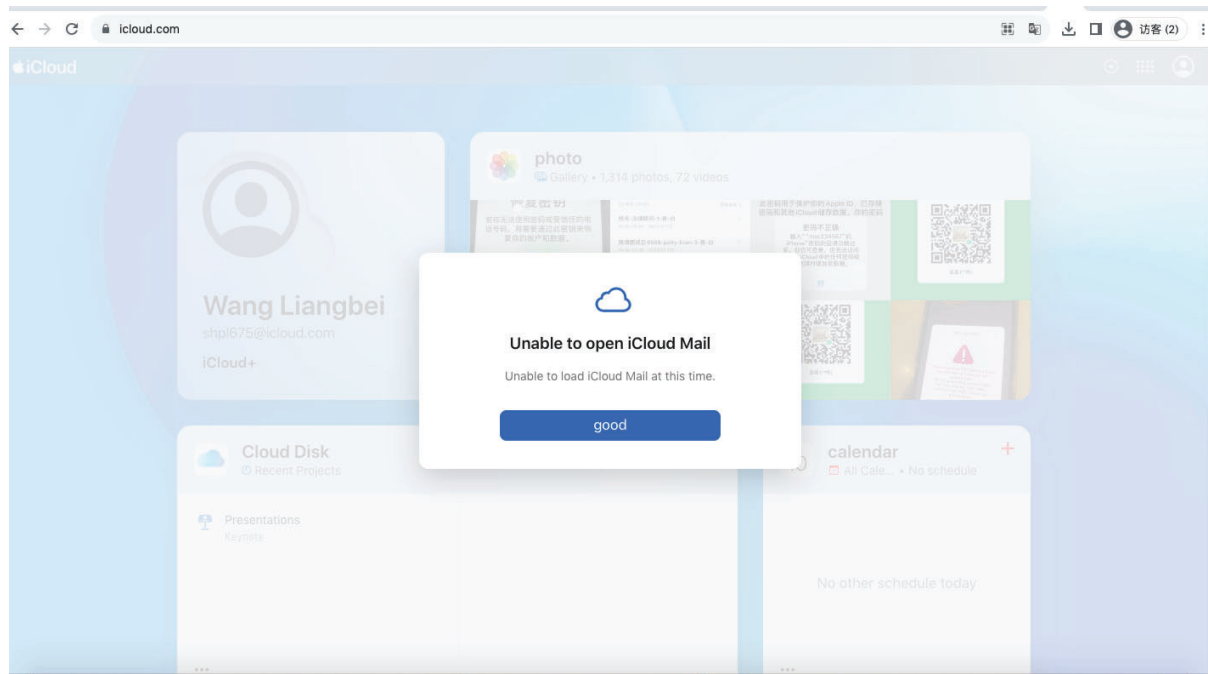 icloud.com
访客 (2)
iCloud
photo
Gallery • 1,314 photos, 72 videos
Wang Liangbei
shpl675@icloud.com
iCloud+
Unable to open iCloud Mail
Unable to load iCloud Mail at this time.
good
Cloud Disk
Recent Projects
Presentations
Keynote
calendar
All Cale... • No schedule
No other schedule today